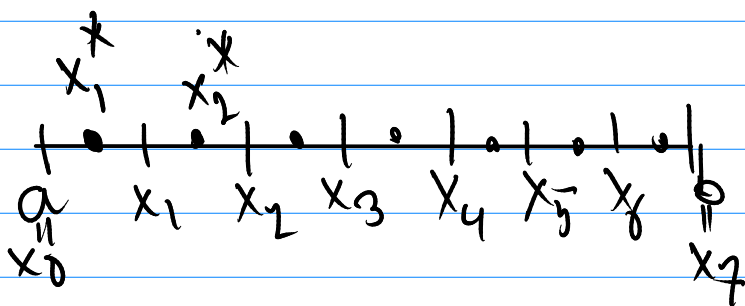 x₁* x₂*
a x₁ x₂ x₃ x₄ x₅ x₆ b
|| ||
x₀ x₇